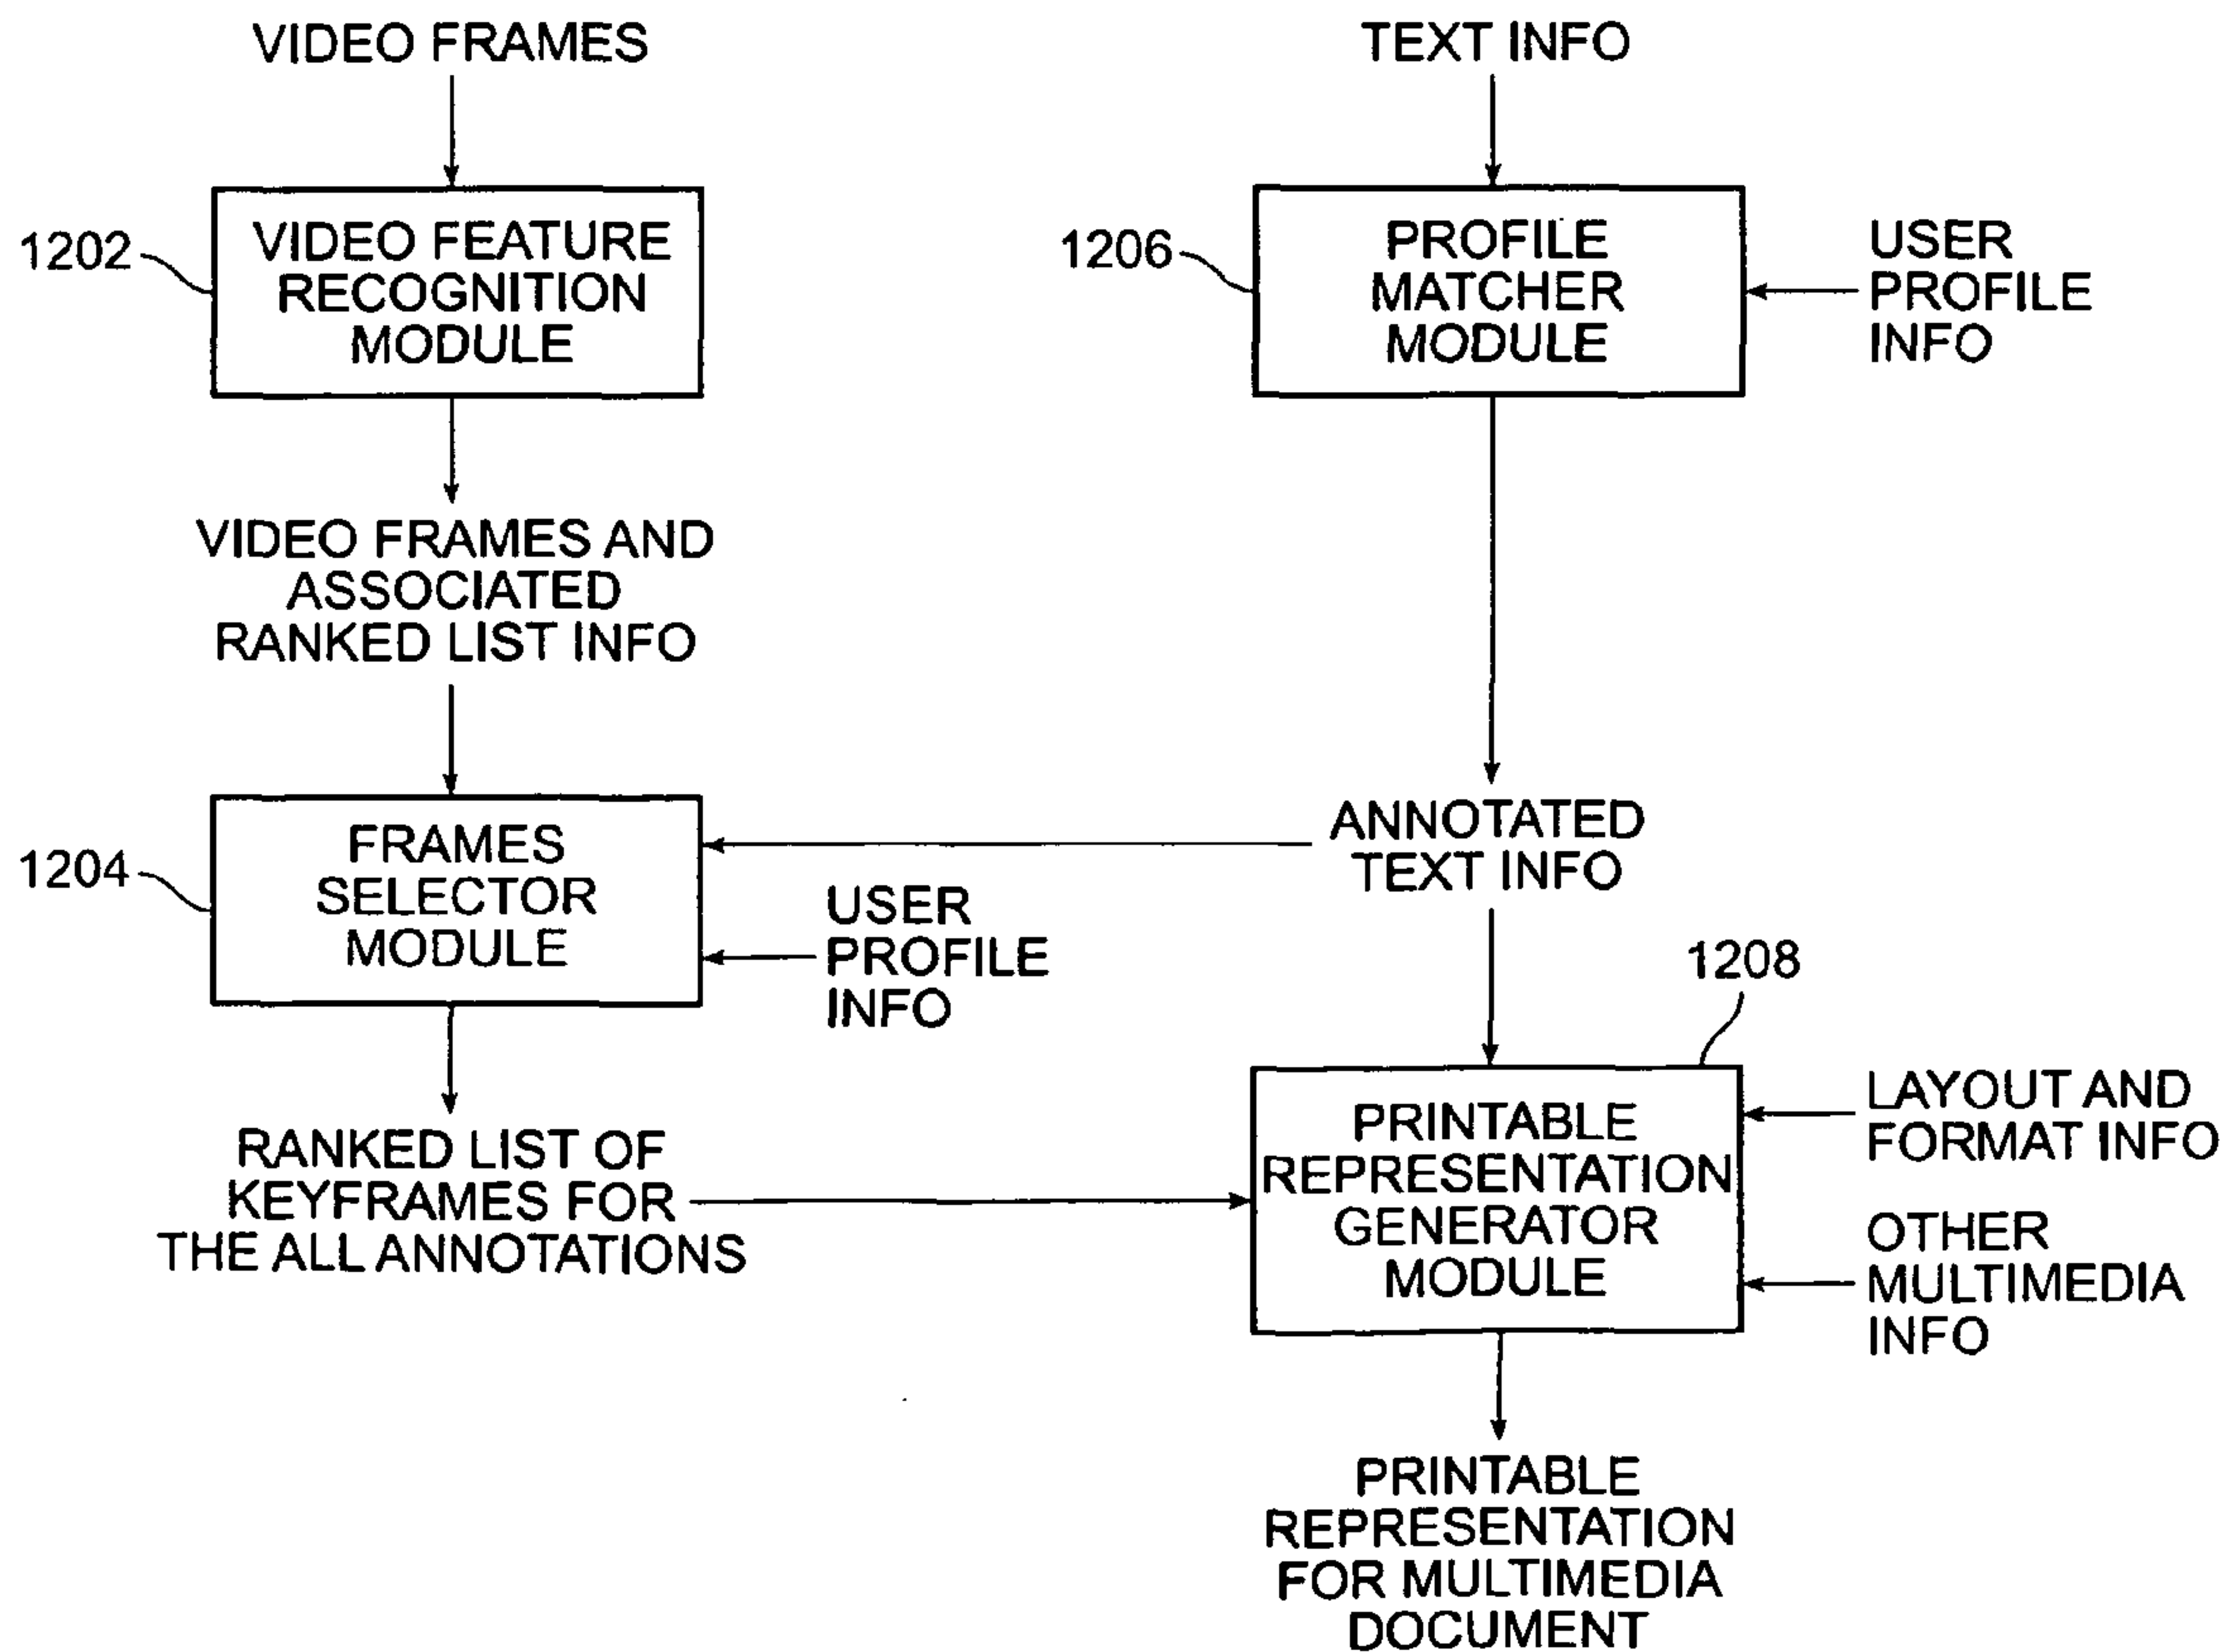 VIDEO FRAMES
1202
VIDEO FEATURE
RECOGNITION
MODULE
VIDEO FRAMES AND
ASSOCIATED
RANKED LIST INFO
1204
FRAMES
SELECTOR
MODULE
USER
PROFILE
INFO
RANKED LIST OF
KEYFRAMES FOR
THE ALL ANNOTATIONS
TEXT INFO
1206
PROFILE
MATCHER
MODULE
USER
PROFILE
INFO
ANNOTATED
TEXT INFO
1208
PRINTABLE
REPRESENTATION
GENERATOR
MODULE
LAYOUT AND
FORMAT INFO
OTHER
MULTIMEDIA
INFO
PRINTABLE
REPRESENTATION
FOR MULTIMEDIA
DOCUMENT